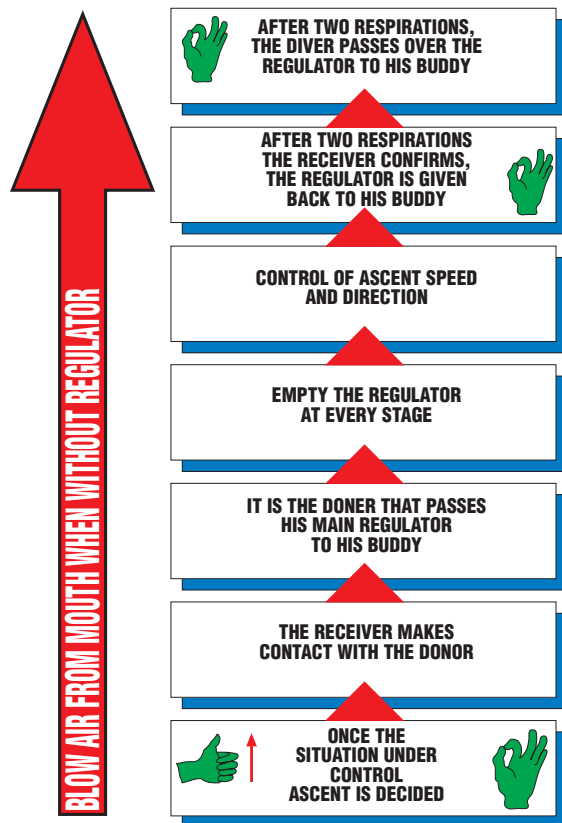 AFTER TWO RESPIRATIONS,
THE DIVER PASSES OVER THE
REGULATOR TO HIS BUDDY
AFTER TWO RESPIRATIONS
THE RECEIVER CONFIRMS,
THE REGULATOR IS GIVEN
BACK TO HIS BUDDY
CONTROL OF ASCENT SPEED
AND DIRECTION
EMPTY THE REGULATOR
AT EVERY STAGE
IT IS THE DONER THAT PASSES
HIS MAIN REGULATOR
TO HIS BUDDY
THE RECEIVER MAKES
CONTACT WITH THE DONOR
ONCE THE
SITUATION UNDER
CONTROL
ASCENT IS DECIDED
BLOW AIR FROM MOUTH WHEN WITHOUT REGULATOR